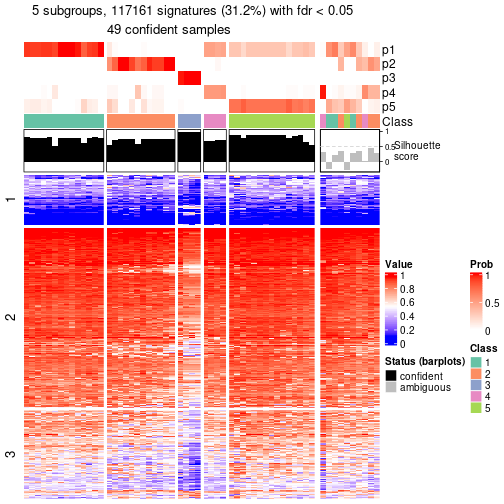 5 subgroups, 117161 signatures (31.2%) with fdr < 0.05
49 confident samples
p1
p2
p3
p4
p5
Class
1
0.5
0
Silhouette
score
1
2
3
Value
1
0.8
0.6
0.4
0.2
0
Status (barplots)
confident
ambiguous
Prob
1
0.5
0
Class
1
2
3
4
5